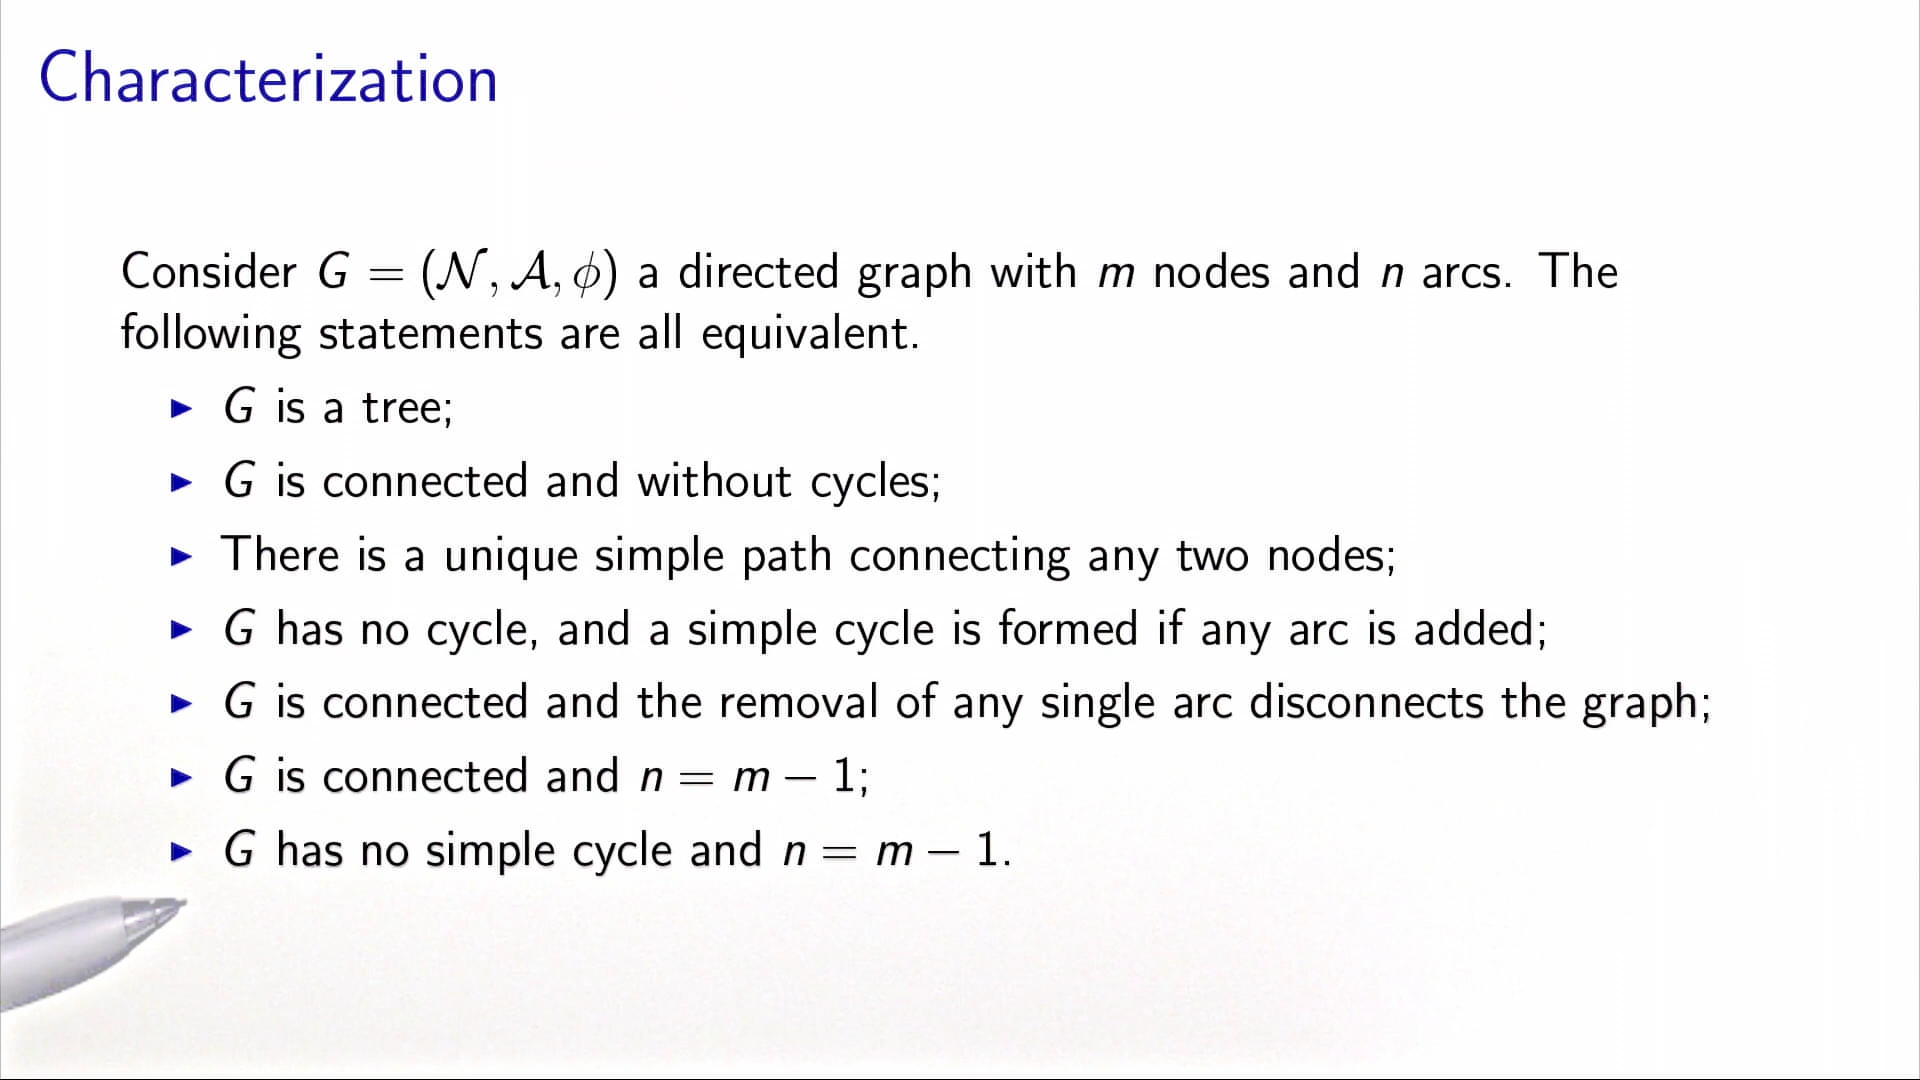 Characterization
Consider G = (𝒩, 𝒜, ϕ) a directed graph with m nodes and n arcs. The
following statements are all equivalent.
▶ G is a tree;
▶ G is connected and without cycles;
▶ There is a unique simple path connecting any two nodes;
▶ G has no cycle, and a simple cycle is formed if any arc is added;
▶ G is connected and the removal of any single arc disconnects the graph;
▶ G is connected and n = m − 1;
▶ G has no simple cycle and n = m − 1.